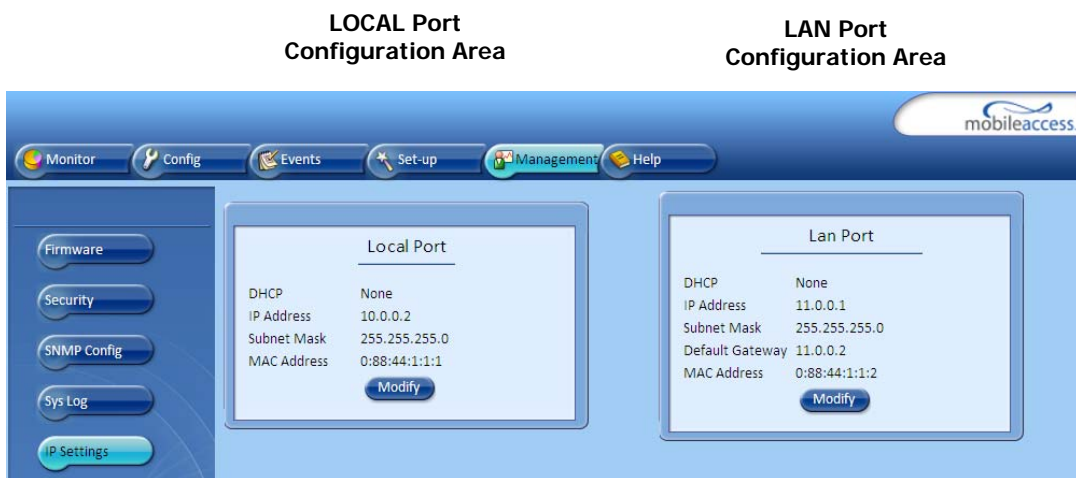 LOCAL Port
Configuration Area
LAN Port
Configuration Area
mobileaccess.
Monitor
Config
Events
Set-up
Management
Help
Firmware
Security
SNMP Config
Sys Log
IP Settings
Local Port
DHCP None
IP Address 10.0.0.2
Subnet Mask 255.255.255.0
MAC Address 0:88:44:1:1:1
Modify
Lan Port
DHCP None
IP Address 11.0.0.1
Subnet Mask 255.255.255.0
Default Gateway 11.0.0.2
MAC Address 0:88:44:1:1:2
Modify